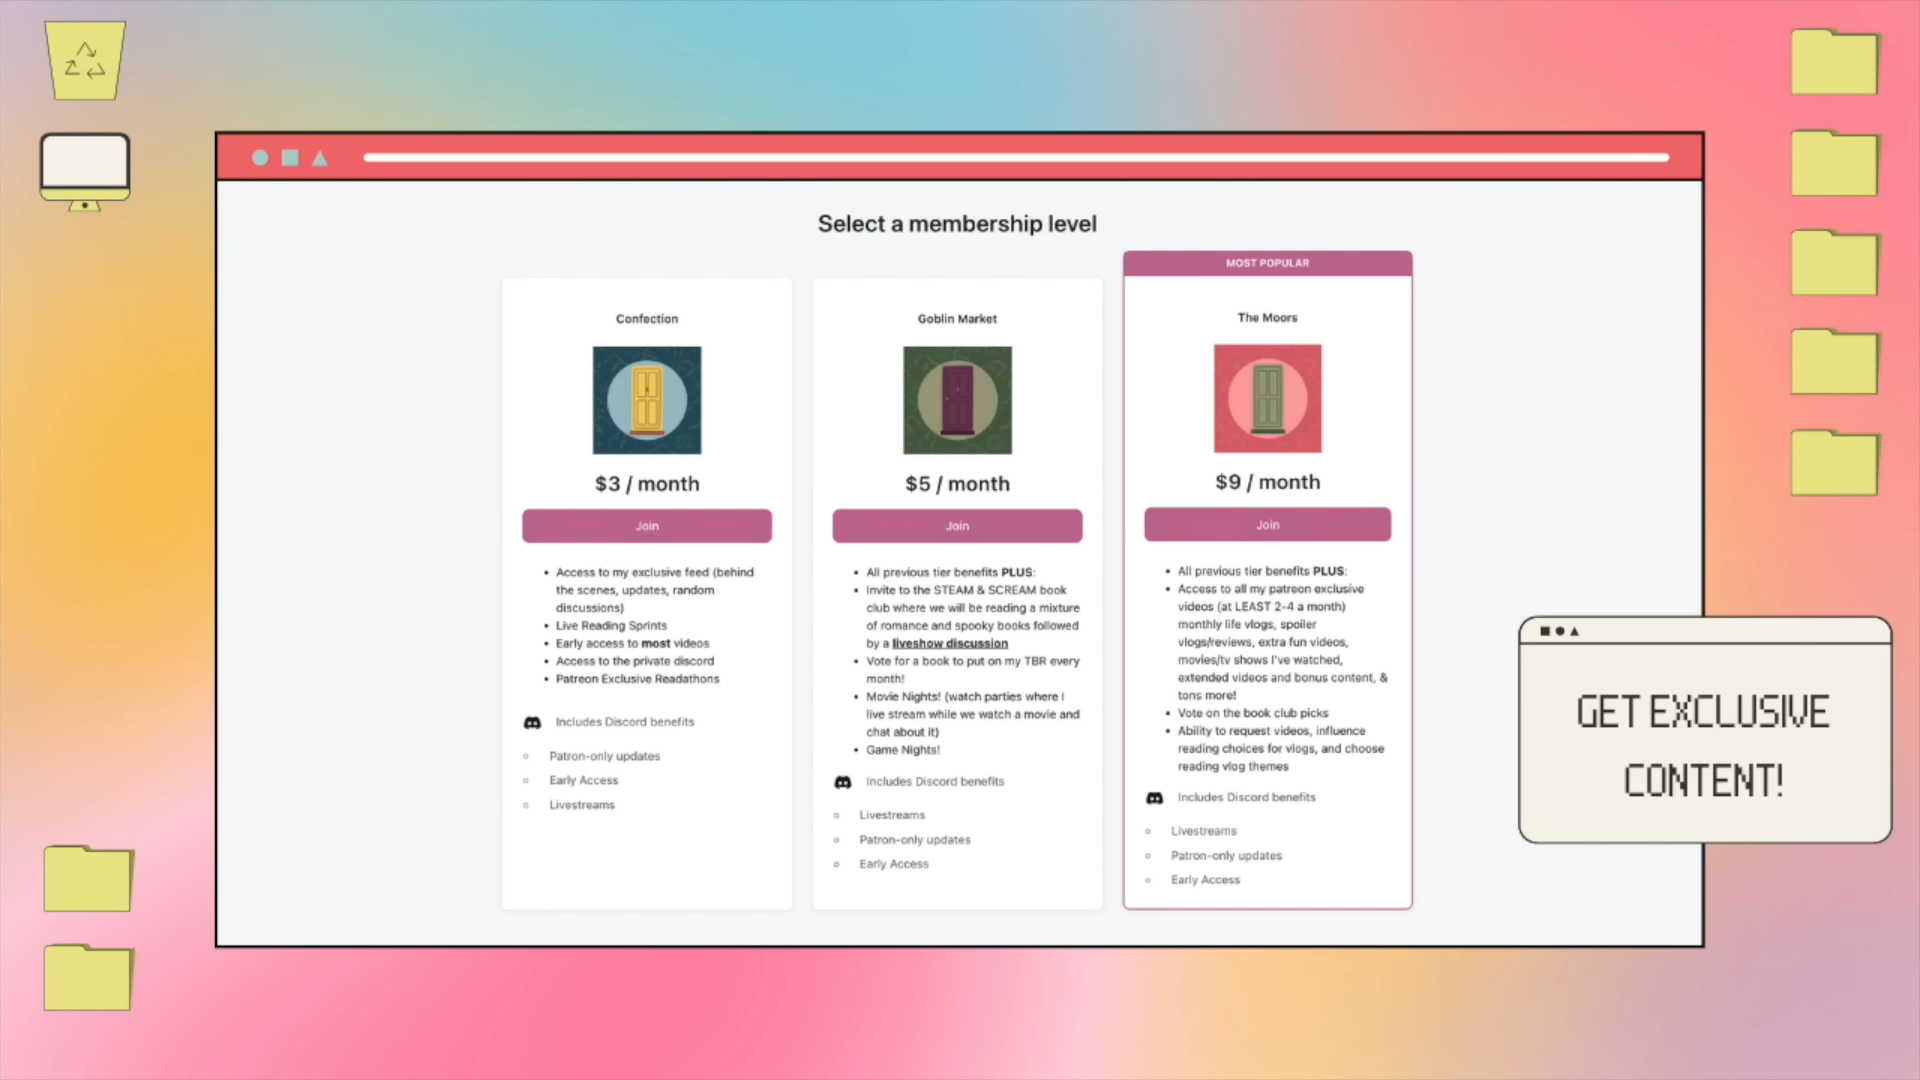 Select a membership level
Confection
$3 / month
Join
• Access to my exclusive feed (behind
the scenes, updates, random
discussions)
• Live Reading Sprints
• Early access to most videos
• Access to the private discord
• Patreon Exclusive Readathons
Includes Discord benefits
Patron-only updates
Early Access
Livestreams
Goblin Market
$5 / month
Join
• All previous tier benefits PLUS:
• Invite to the STEAM & SCREAM book
club where we will be reading a mixture
of romance and spooky books followed
by a liveshow discussion
• Vote for a book to put on my TBR every
month!
• Movie Nights! (watch parties where I
live stream while we watch a movie and
chat about it)
• Game Nights!
Includes Discord benefits
Livestreams
Patron-only updates
Early Access
MOST POPULAR
The Moors
$9 / month
Join
• All previous tier benefits PLUS:
• Access to all my patreon exclusive
videos (at LEAST 2-4 a month)
monthly life vlogs, spoiler
vlogs/reviews, extra fun videos,
movies/tv shows I've watched,
extended videos and bonus content, &
tons more!
• Vote on the book club picks
• Ability to request videos, influence
reading choices for vlogs, and choose
reading vlog themes
Includes Discord benefits
Livestreams
Patron-only updates
Early Access
GET EXCLUSIVE
CONTENT!